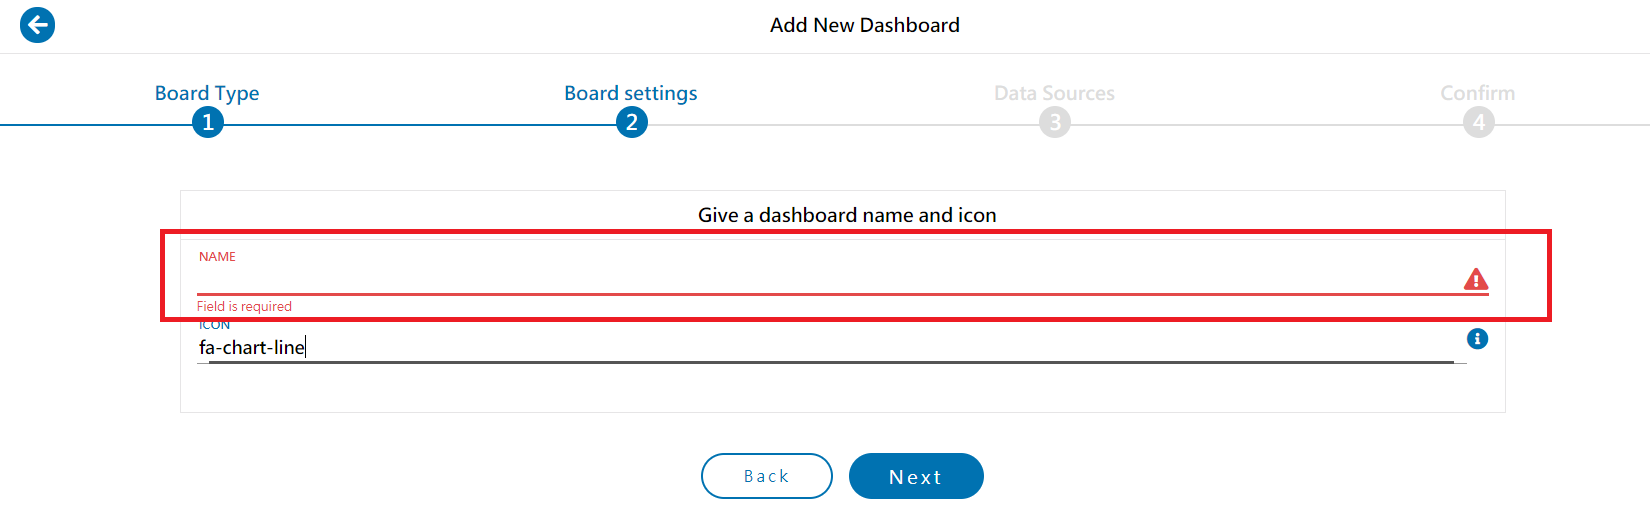 Add New Dashboard
Board Type
Board settings
Data Sources
Confirm
1
2
3
4
Give a dashboard name and icon
NAME
Field is required
ICON
fa-chart-line
Back
Next